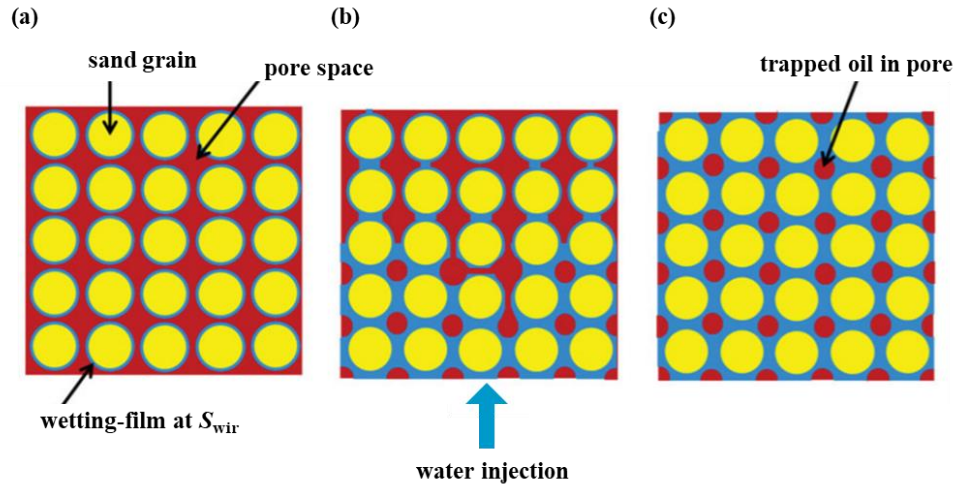 (a)
(b)
(c)
sand grain
pore space
trapped oil in pore
wetting-film at Swir
water injection